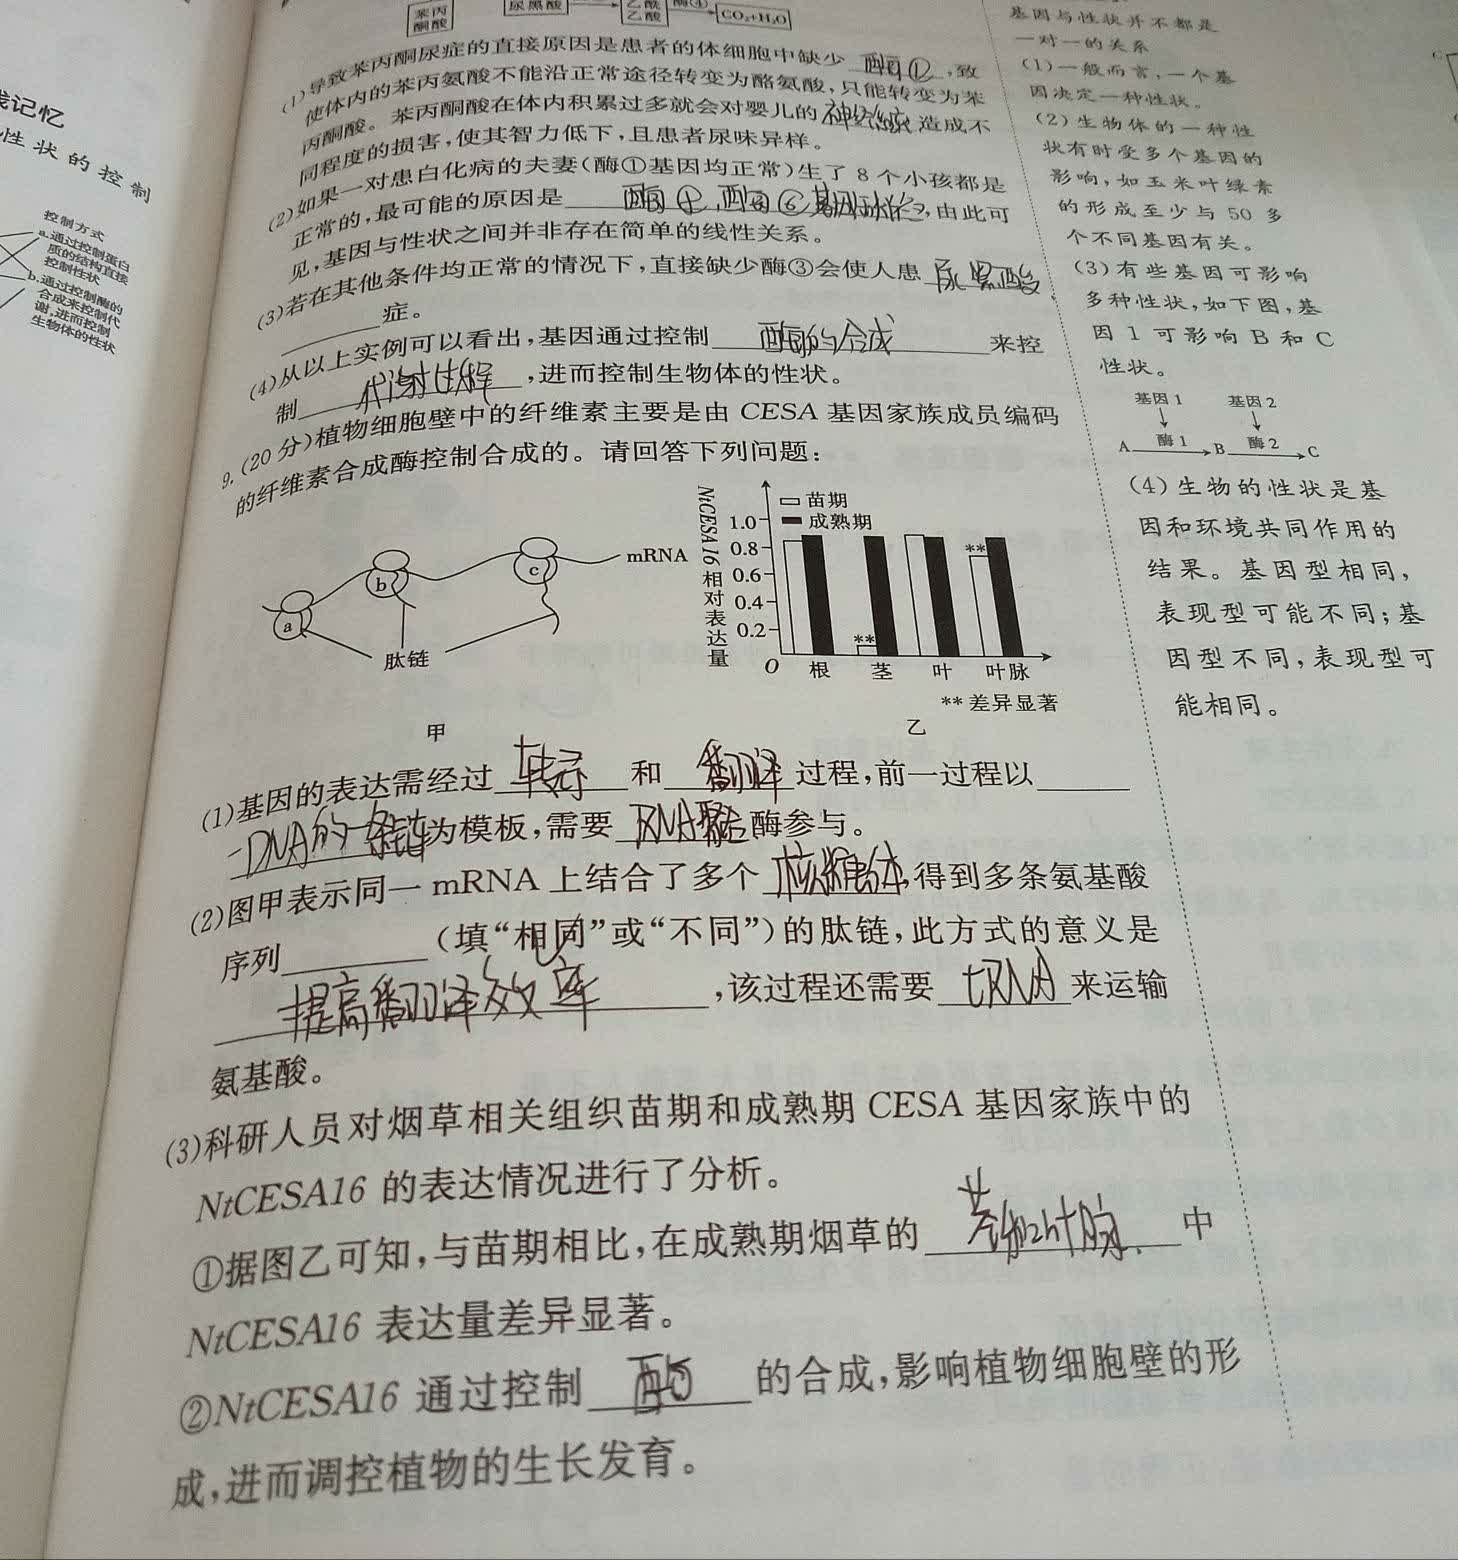 苯丙
酮酸
尿黑酸
乙酰
乙酸
酶④
CO₂+H₂O
(1)导致苯丙酮尿症的直接原因是患者的体细胞中缺少 酶①,致
使体内的苯丙氨酸不能沿正常途径转变为酪氨酸,只能转变为苯
丙酮酸。苯丙酮酸在体内积累过多就会对婴儿的 神经系统 造成不
同程度的损害,使其智力低下,且患者尿味异样。
(2)如果一对患白化病的夫妻(酶①基因均正常)生了8个小孩都是
正常的,最可能的原因是 ,由此可
见,基因与性状之间并非存在简单的线性关系。
(3)若在其他条件均正常的情况下,直接缺少酶③会使人患 尿黑酸
症。
(4)从以上实例可以看出,基因通过控制 酶的合成 来控
制 代谢过程 ,进而控制生物体的性状。
9.(20分)植物细胞壁中的纤维素主要是由 CESA 基因家族成员编码
的纤维素合成酶控制合成的。请回答下列问题:
mRNA
a
b
c
肽链
甲
NtCESA16相对表达量
苗期
成熟期
1.0
0.8
0.6
0.4
0.2
O
**
**
根 茎 叶 叶脉
**差异显著
乙
(1)基因的表达需经过 转录 和 翻译 过程,前一过程以
DNA的一条链为模板,需要 RNA聚合酶参与。
(2)图甲表示同一 mRNA 上结合了多个 核糖体,得到多条氨基酸
序列 (填“相同”或“不同”)的肽链,此方式的意义是
提高翻译效率 ,该过程还需要 tRNA 来运输
氨基酸。
(3)科研人员对烟草相关组织苗期和成熟期 CESA 基因家族中的
NtCESA16 的表达情况进行了分析。
①据图乙可知,与苗期相比,在成熟期烟草的 茎和叶脉 中
NtCESA16 表达量差异显著。
②NtCESA16 通过控制 酶 的合成,影响植物细胞壁的形
成,进而调控植物的生长发育。
基因与性状并不都是
一对一的关系
(1)一般而言,一个基
因决定一种性状。
(2)生物体的一种性
状有时受多个基因的
影响,如玉米叶绿素
的形成至少与50多
个不同基因有关。
(3)有些基因可影响
多种性状,如下图,基
因1可影响B和C
性状。
基因1 基因2
A 酶1 B 酶2 C
(4)生物的性状是基
因和环境共同作用的
结果。基因型相同,
表现型可能不同;基
因型不同,表现型可
能相同。
记忆
性状的控制
控制方式
a.通过控制蛋白
质的结构直接
控制性状
b.通过控制酶的
合成来控制代
谢,进而控制
生物体的性状